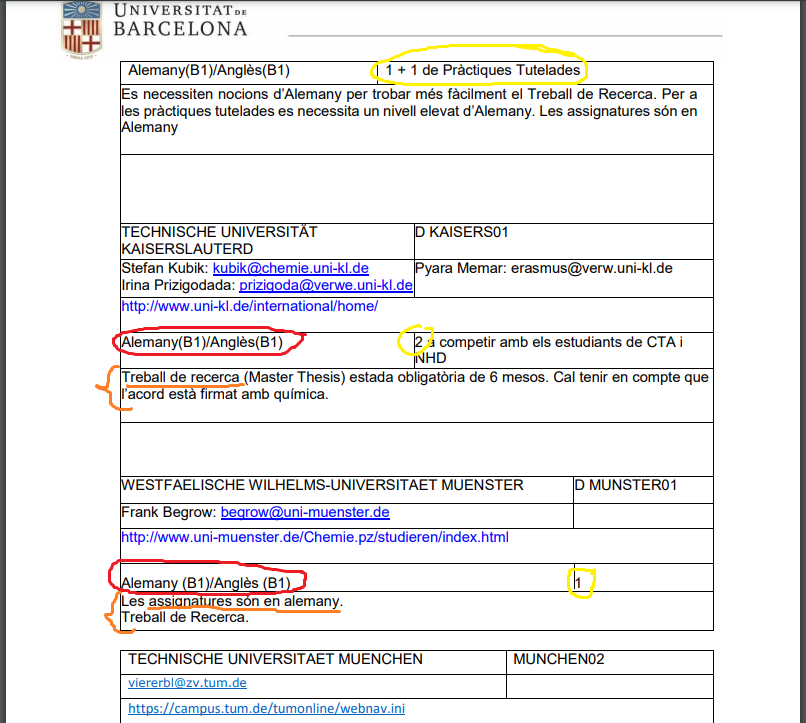 UNIVERSITAT DE
BARCELONA
Alemany(B1)/Anglès(B1) 1 + 1 de Pràctiques Tutelades
Es necessiten nocions d'Alemany per trobar més fàcilment el Treball de Recerca. Per a
les pràctiques tutelades es necessita un nivell elevat d'Alemany. Les assignatures són en
Alemany
TECHNISCHE UNIVERSITÄT D KAISERS01
KAISERSLAUTERD
Stefan Kubik: kubik@chemie.uni-kl.de Pyara Memar: erasmus@verw.uni-kl.de
Irina Prizigodada: prizigoda@verwe.uni-kl.de
http://www.uni-kl.de/international/home/
Alemany(B1)/Anglès(B1) 2 a competir amb els estudiants de CTA i
NHD
Treball de recerca (Master Thesis) estada obligatòria de 6 mesos. Cal tenir en compte que
l'acord està firmat amb química.
WESTFAELISCHE WILHELMS-UNIVERSITAET MUENSTER D MUNSTER01
Frank Begrow: begrow@uni-muenster.de
http://www.uni-muenster.de/Chemie.pz/studieren/index.html
Alemany (B1)/Anglès (B1) 1
Les assignatures són en alemany.
Treball de Recerca.
TECHNISCHE UNIVERSITAET MUENCHEN MUNCHEN02
viererbl@zv.tum.de
https://campus.tum.de/tumonline/webnav.ini